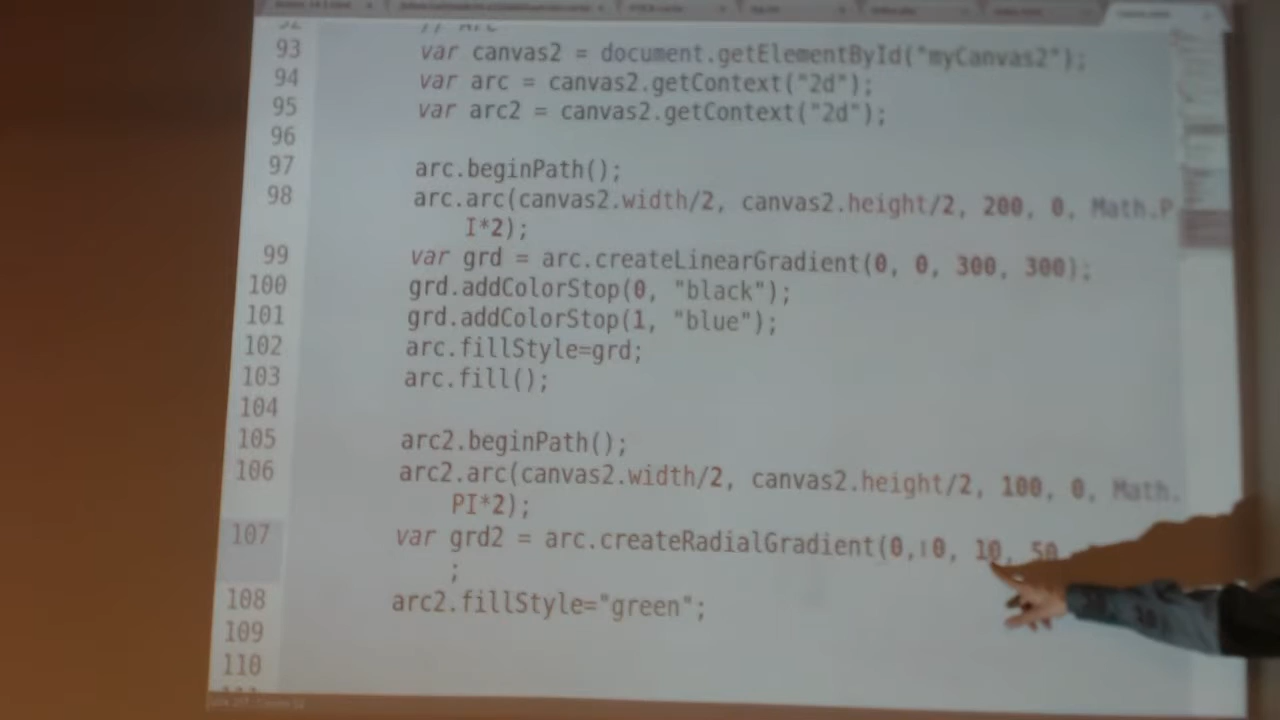 93 var canvas2 = document.getElementById("myCanvas2");
94 var arc = canvas2.getContext("2d");
95 var arc2 = canvas2.getContext("2d");
96
97 arc.beginPath();
98 arc.arc(canvas2.width/2, canvas2.height/2, 200, 0, Math.P
I*2);
99 var grd = arc.createLinearGradient(0, 0, 300, 300);
100 grd.addColorStop(0, "black");
101 grd.addColorStop(1, "blue");
102 arc.fillStyle=grd;
103 arc.fill();
104
105 arc2.beginPath();
106 arc2.arc(canvas2.width/2, canvas2.height/2, 100, 0, Math.
PI*2);
107 var grd2 = arc.createRadialGradient(0, 0, 10, 50
;
108 arc2.fillStyle="green";
109
110